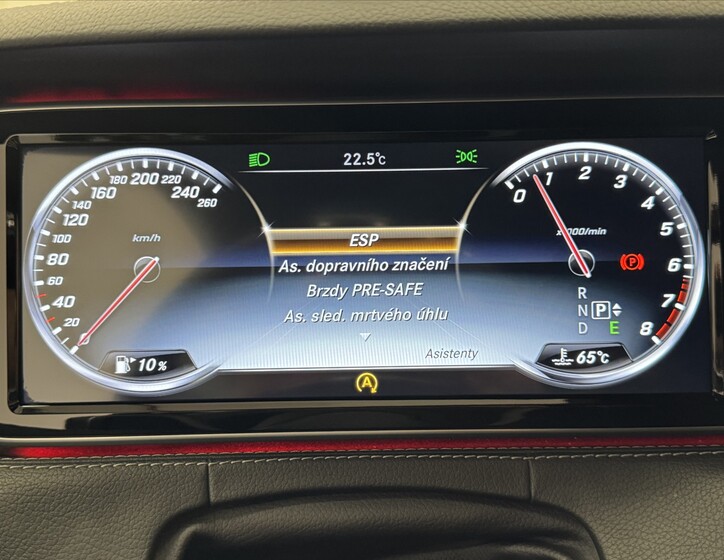 22.5°C
180 200 220
160 240
140 260
120
100 km/h
80
60
40
20
10 %
ESP
As. dopravního značení
Brzdy PRE-SAFE
As. sled. mrtvého úhlu
Asistenty
A
0 1 2 3
4
5
6
7
8
x1000/min
(P)
R
N P
D E
65°C